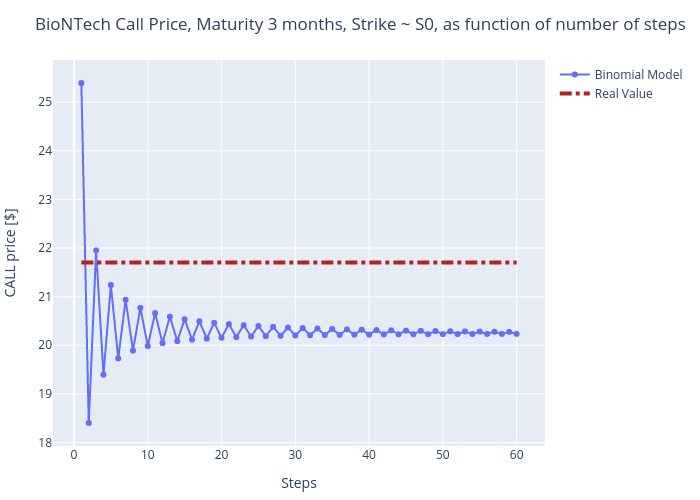 BioNTech Call Price, Maturity 3 months, Strike ~ S0, as function of number of steps
Binomial Model
Real Value
CALL price [$]
25
24
23
22
21
20
19
18
0 10 20 30 40 50 60
Steps